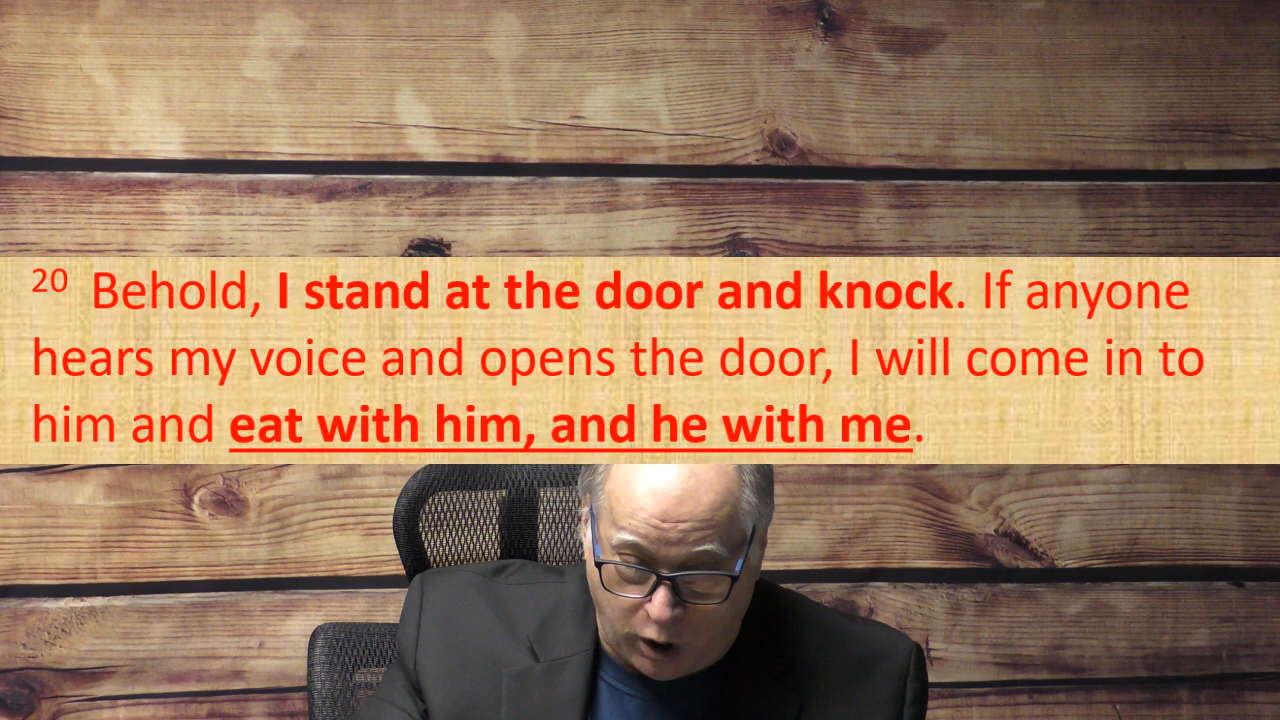 20 Behold, I stand at the door and knock. If anyone
hears my voice and opens the door, I will come in to
him and eat with him, and he with me.